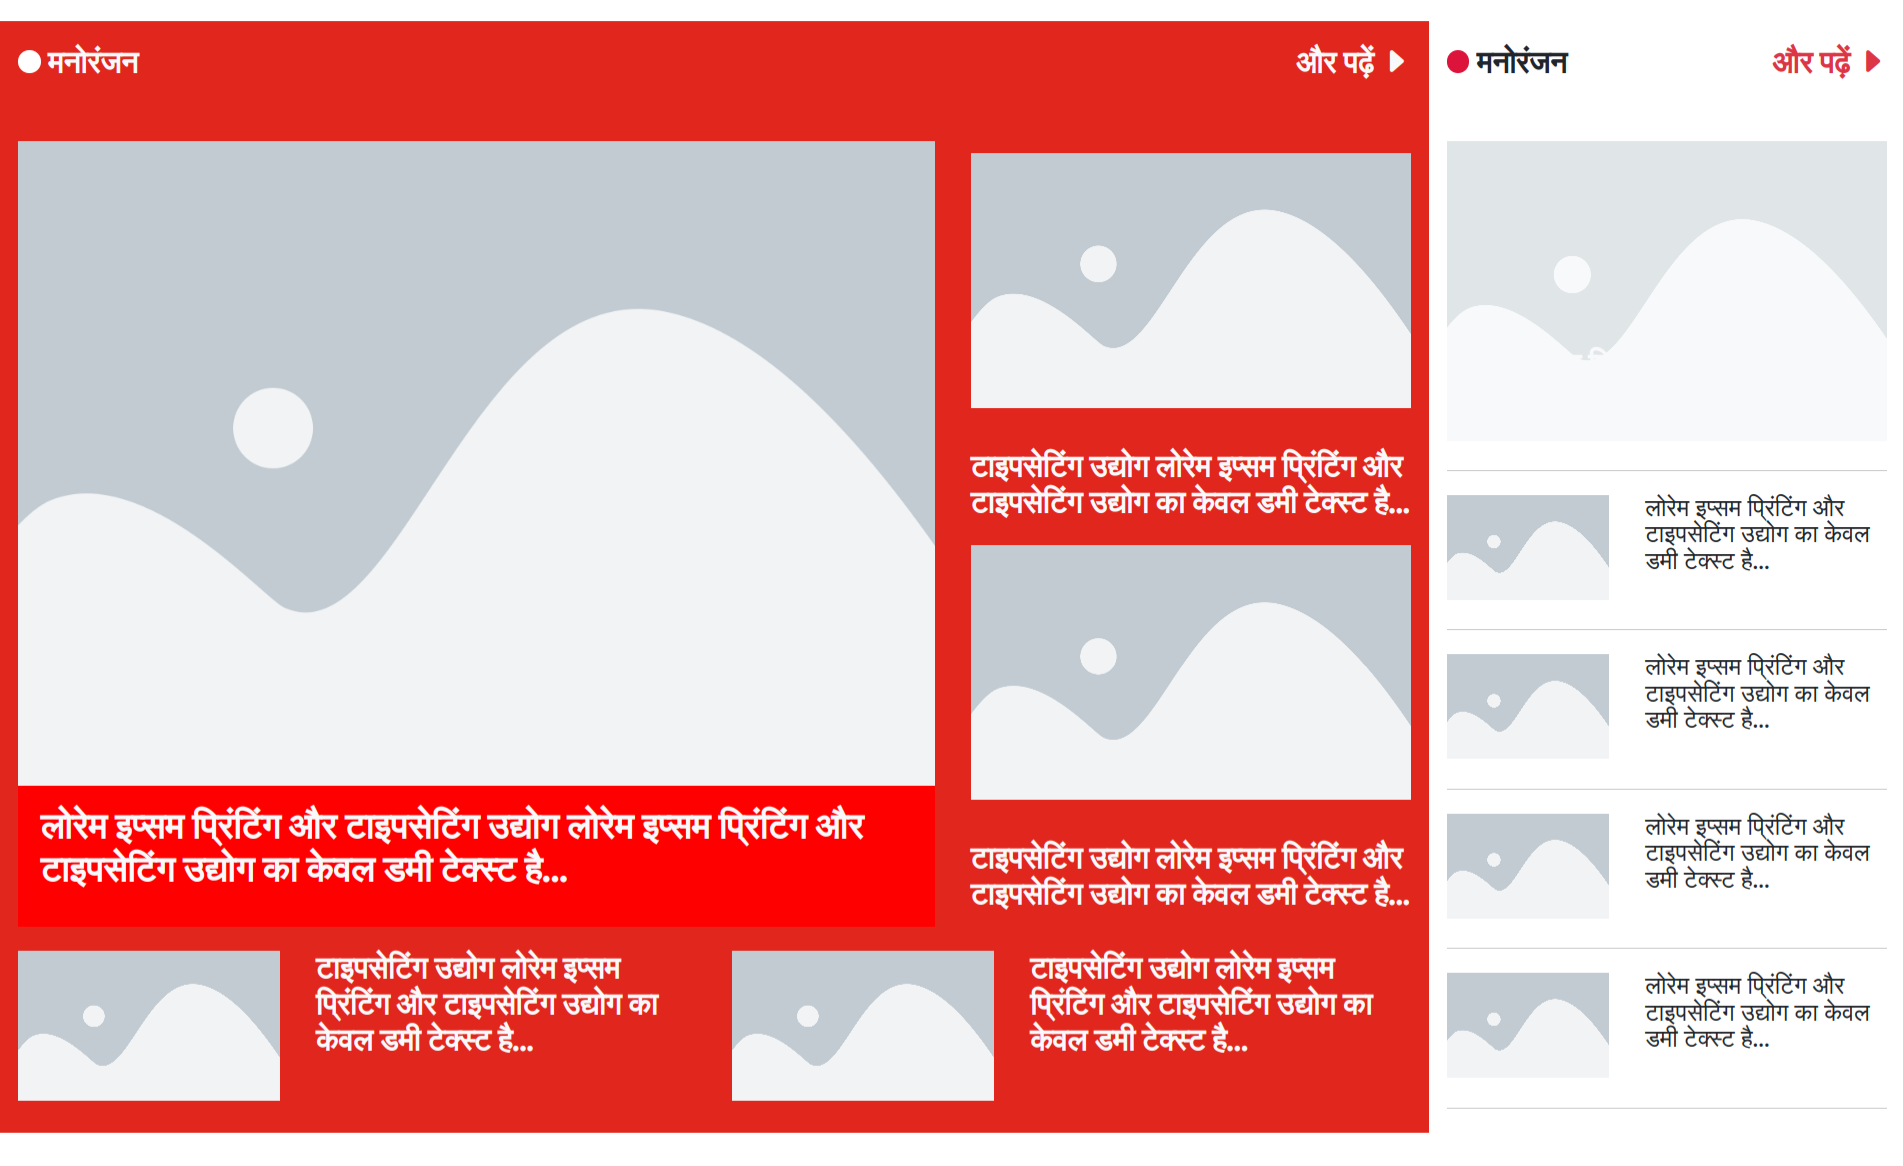 मनोरंजन
और पढ़ें
लोरेम इप्सम प्रिंटिंग और टाइपसेटिंग उद्योग लोरेम इप्सम प्रिंटिंग और
टाइपसेटिंग उद्योग का केवल डमी टेक्स्ट है...
टाइपसेटिंग उद्योग लोरेम इप्सम प्रिंटिंग और
टाइपसेटिंग उद्योग का केवल डमी टेक्स्ट है...
टाइपसेटिंग उद्योग लोरेम इप्सम प्रिंटिंग और
टाइपसेटिंग उद्योग का केवल डमी टेक्स्ट है...
टाइपसेटिंग उद्योग लोरेम इप्सम
प्रिंटिंग और टाइपसेटिंग उद्योग का
केवल डमी टेक्स्ट है...
टाइपसेटिंग उद्योग लोरेम इप्सम
प्रिंटिंग और टाइपसेटिंग उद्योग का
केवल डमी टेक्स्ट है...
मनोरंजन
और पढ़ें
लोरेम इप्सम प्रिंटिंग और
टाइपसेटिंग उद्योग का केवल
डमी टेक्स्ट है...
लोरेम इप्सम प्रिंटिंग और
टाइपसेटिंग उद्योग का केवल
डमी टेक्स्ट है...
लोरेम इप्सम प्रिंटिंग और
टाइपसेटिंग उद्योग का केवल
डमी टेक्स्ट है...
लोरेम इप्सम प्रिंटिंग और
टाइपसेटिंग उद्योग का केवल
डमी टेक्स्ट है...